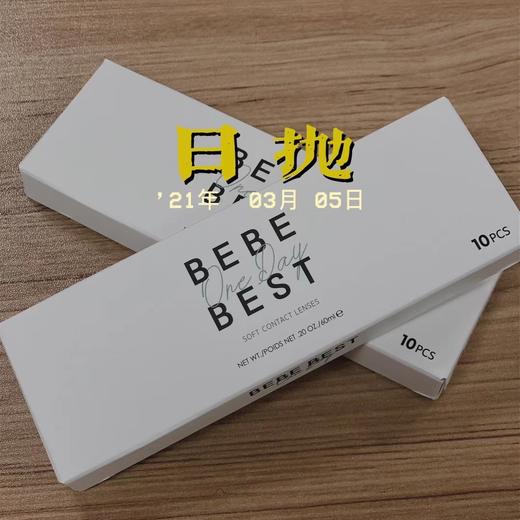 日抛
'21年 03月 05日
BEBE
One Day
BEST
SOFT CONTACT LENSES
NET WT./POIDS NET .20 OZ./60ml e
10PCS
BEBE BEST
10PCS